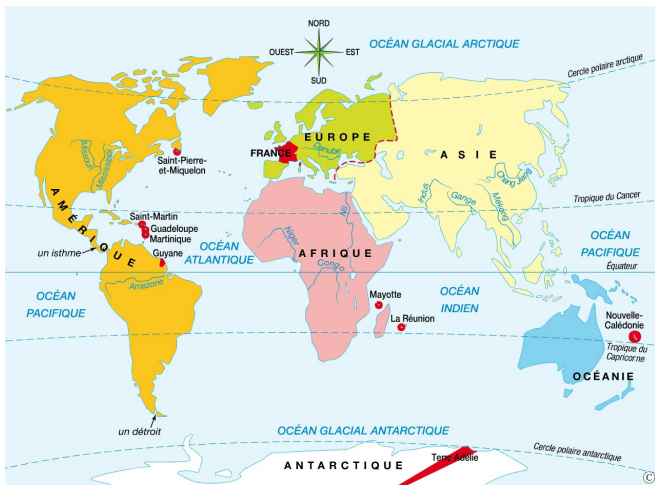 NORD
OUEST
EST
SUD
OCÉAN GLACIAL ARCTIQUE
Cercle polaire arctique
EUROPE
FRANCE
Danube
ASIE
Missouri
Mississippi
Saint-Pierre-
et-Miquelon
Chang Jiang
Indus
Gange
Mékong
Tropique du Cancer
AMÉRIQUE
Saint-Martin
Guadeloupe
Martinique
un isthme
Guyane
OCÉAN
ATLANTIQUE
Nil
Niger
AFRIQUE
Congo
OCÉAN
PACIFIQUE
Équateur
Amazone
OCÉAN
PACIFIQUE
Mayotte
OCÉAN
INDIEN
La Réunion
Nouvelle-
Calédonie
Tropique du
Capricorne
OCÉANIE
un détroit
OCÉAN GLACIAL ANTARCTIQUE
Cercle polaire antarctique
Terre Adélie
ANTARCTIQUE
©